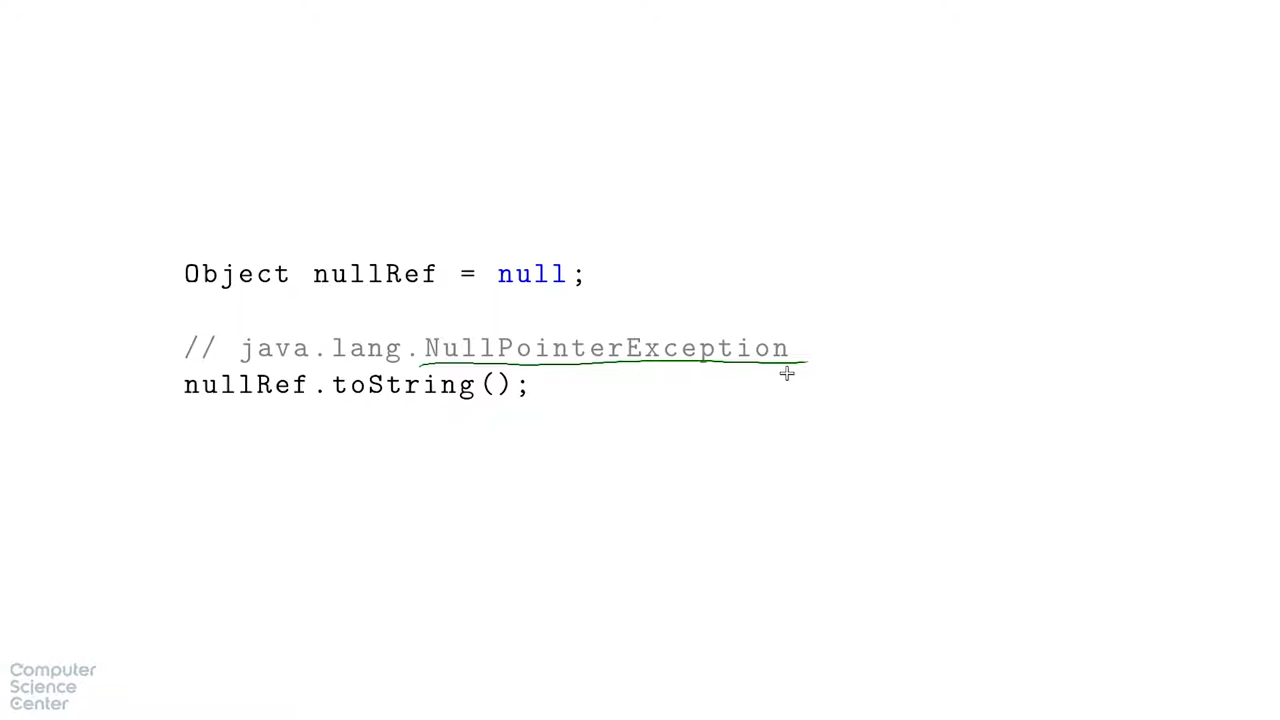 Object nullRef = null;
// java.lang.NullPointerException
nullRef.toString();
Computer
Science
Center